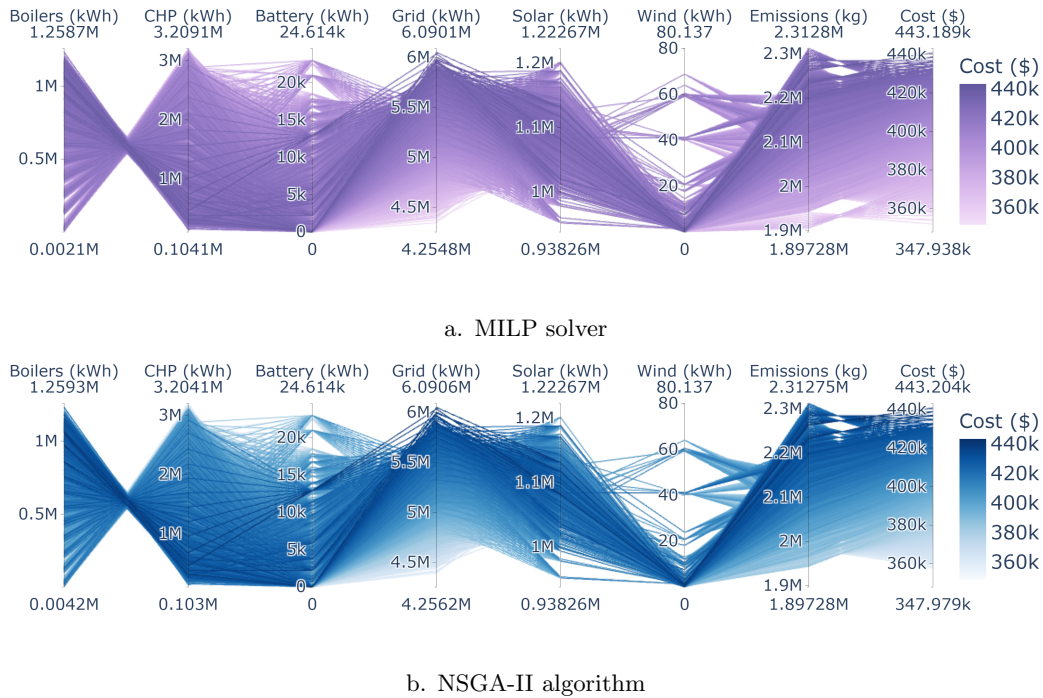 Boilers (kWh) CHP (kWh) Battery (kWh) Grid (kWh) Solar (kWh) Wind (kWh) Emissions (kg) Cost ($)
1.2587M 3.2091M 24.614k 6.0901M 1.22267M 80.137 2.3128M 443.189k
1M 0.5M
3M 2M 1M
20k 15k 10k 5k 0
6M 5.5M 5M 4.5M
1.2M 1.1M 1M
60 40 20
2.3M 2.2M 2.1M 2M 1.9M
440k 420k 400k 380k 360k
Cost ($)
440k
420k
400k
380k
360k
0.0021M 0.1041M 0 4.2548M 0.93826M 0 1.89728M 347.938k
a. MILP solver
Boilers (kWh) CHP (kWh) Battery (kWh) Grid (kWh) Solar (kWh) Wind (kWh) Emissions (kg) Cost ($)
1.2593M 3.2041M 24.614k 6.0906M 1.22267M 80.137 2.31275M 443.204k
1M 0.5M
3M 2M 1M
20k 15k 10k 5k 0
6M 5.5M 5M 4.5M
1.2M 1.1M 1M
80 60 40 20
2.3M 2.2M 2.1M 2M 1.9M
440k 420k 400k 380k 360k
Cost ($)
440k
420k
400k
380k
360k
0.0042M 0.103M 0 4.2562M 0.93826M 0 1.89728M 347.979k
b. NSGA-II algorithm